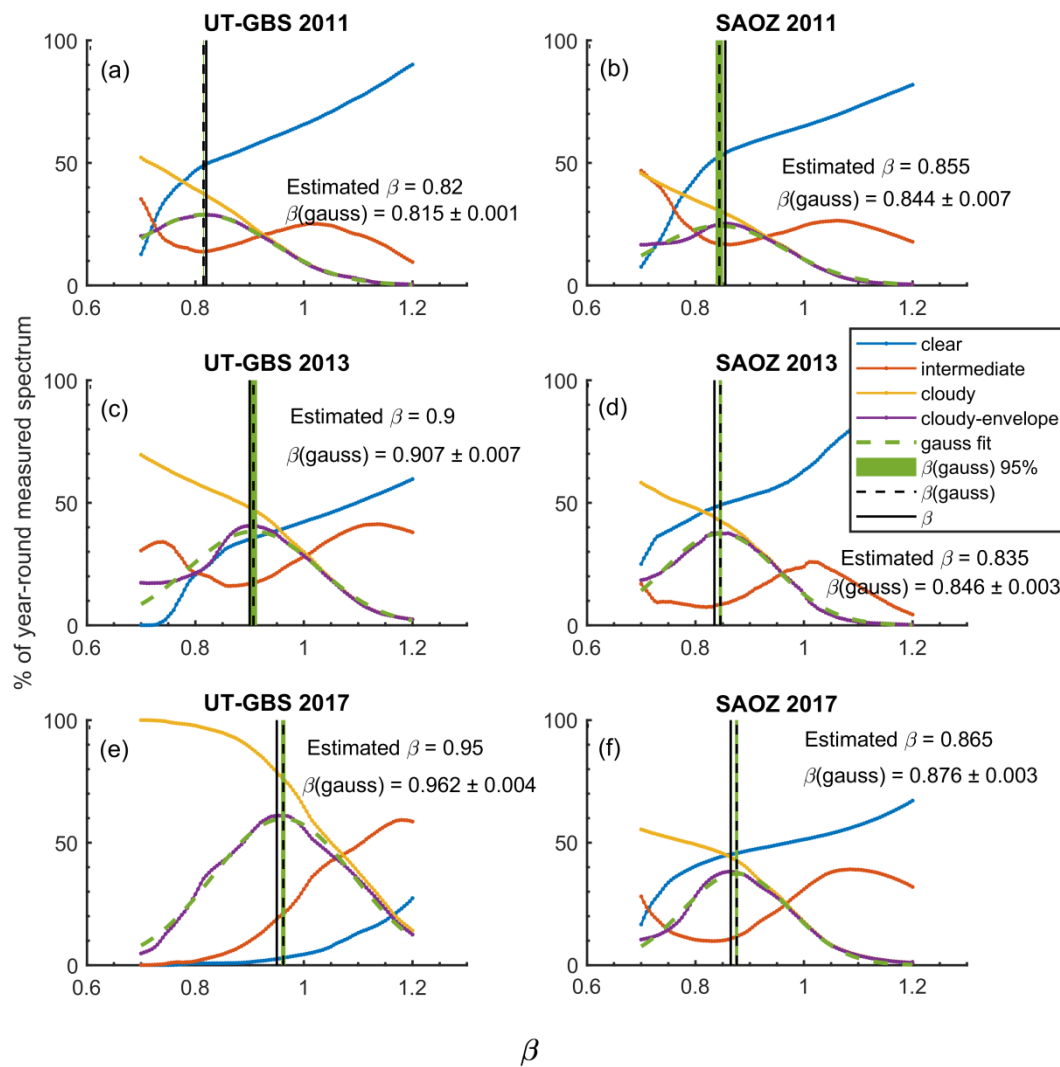 UT-GBS 2011
SAOZ 2011
100
50
0
(a)
Estimated β = 0.82
β(gauss) = 0.815 ± 0.001
0.6 0.8 1 1.2
100
50
0
(b)
Estimated β = 0.855
β(gauss) = 0.844 ± 0.007
0.6 0.8 1 1.2
% of year-round measured spectrum
UT-GBS 2013
SAOZ 2013
100
50
0
(c)
Estimated β = 0.9
β(gauss) = 0.907 ± 0.007
0.6 0.8 1 1.2
100
50
0
(d)
clear
intermediate
cloudy
cloudy-envelope
gauss fit
β(gauss) 95%
β(gauss)
β
Estimated β = 0.835
β(gauss) = 0.846 ± 0.003
0.6 0.8 1 1.2
UT-GBS 2017
SAOZ 2017
100
50
0
(e)
Estimated β = 0.95
β(gauss) = 0.962 ± 0.004
0.6 0.8 1 1.2
100
50
0
(f)
Estimated β = 0.865
β(gauss) = 0.876 ± 0.003
0.6 0.8 1 1.2
β